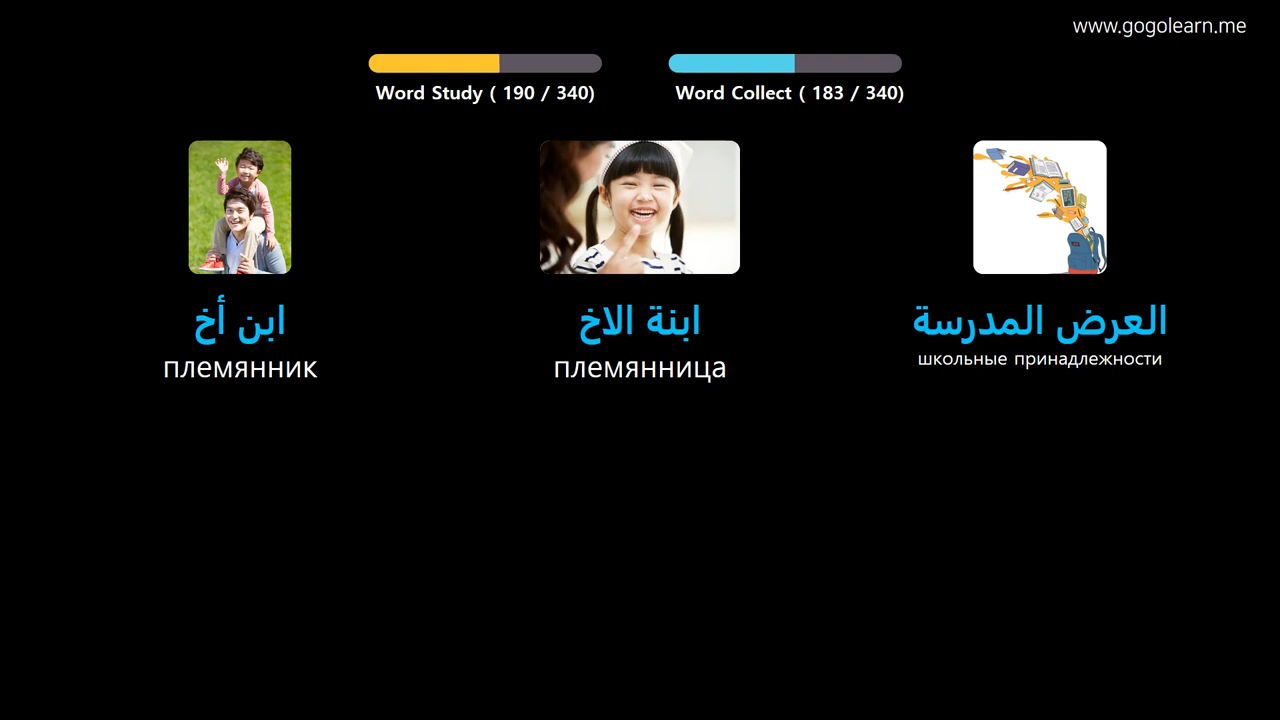 www.gogolearn.me
Word Study ( 190 / 340)
Word Collect ( 183 / 340)
ابن أخ
племянник
ابنة الاخ
племянница
العرض المدرسة
школьные принадлежности